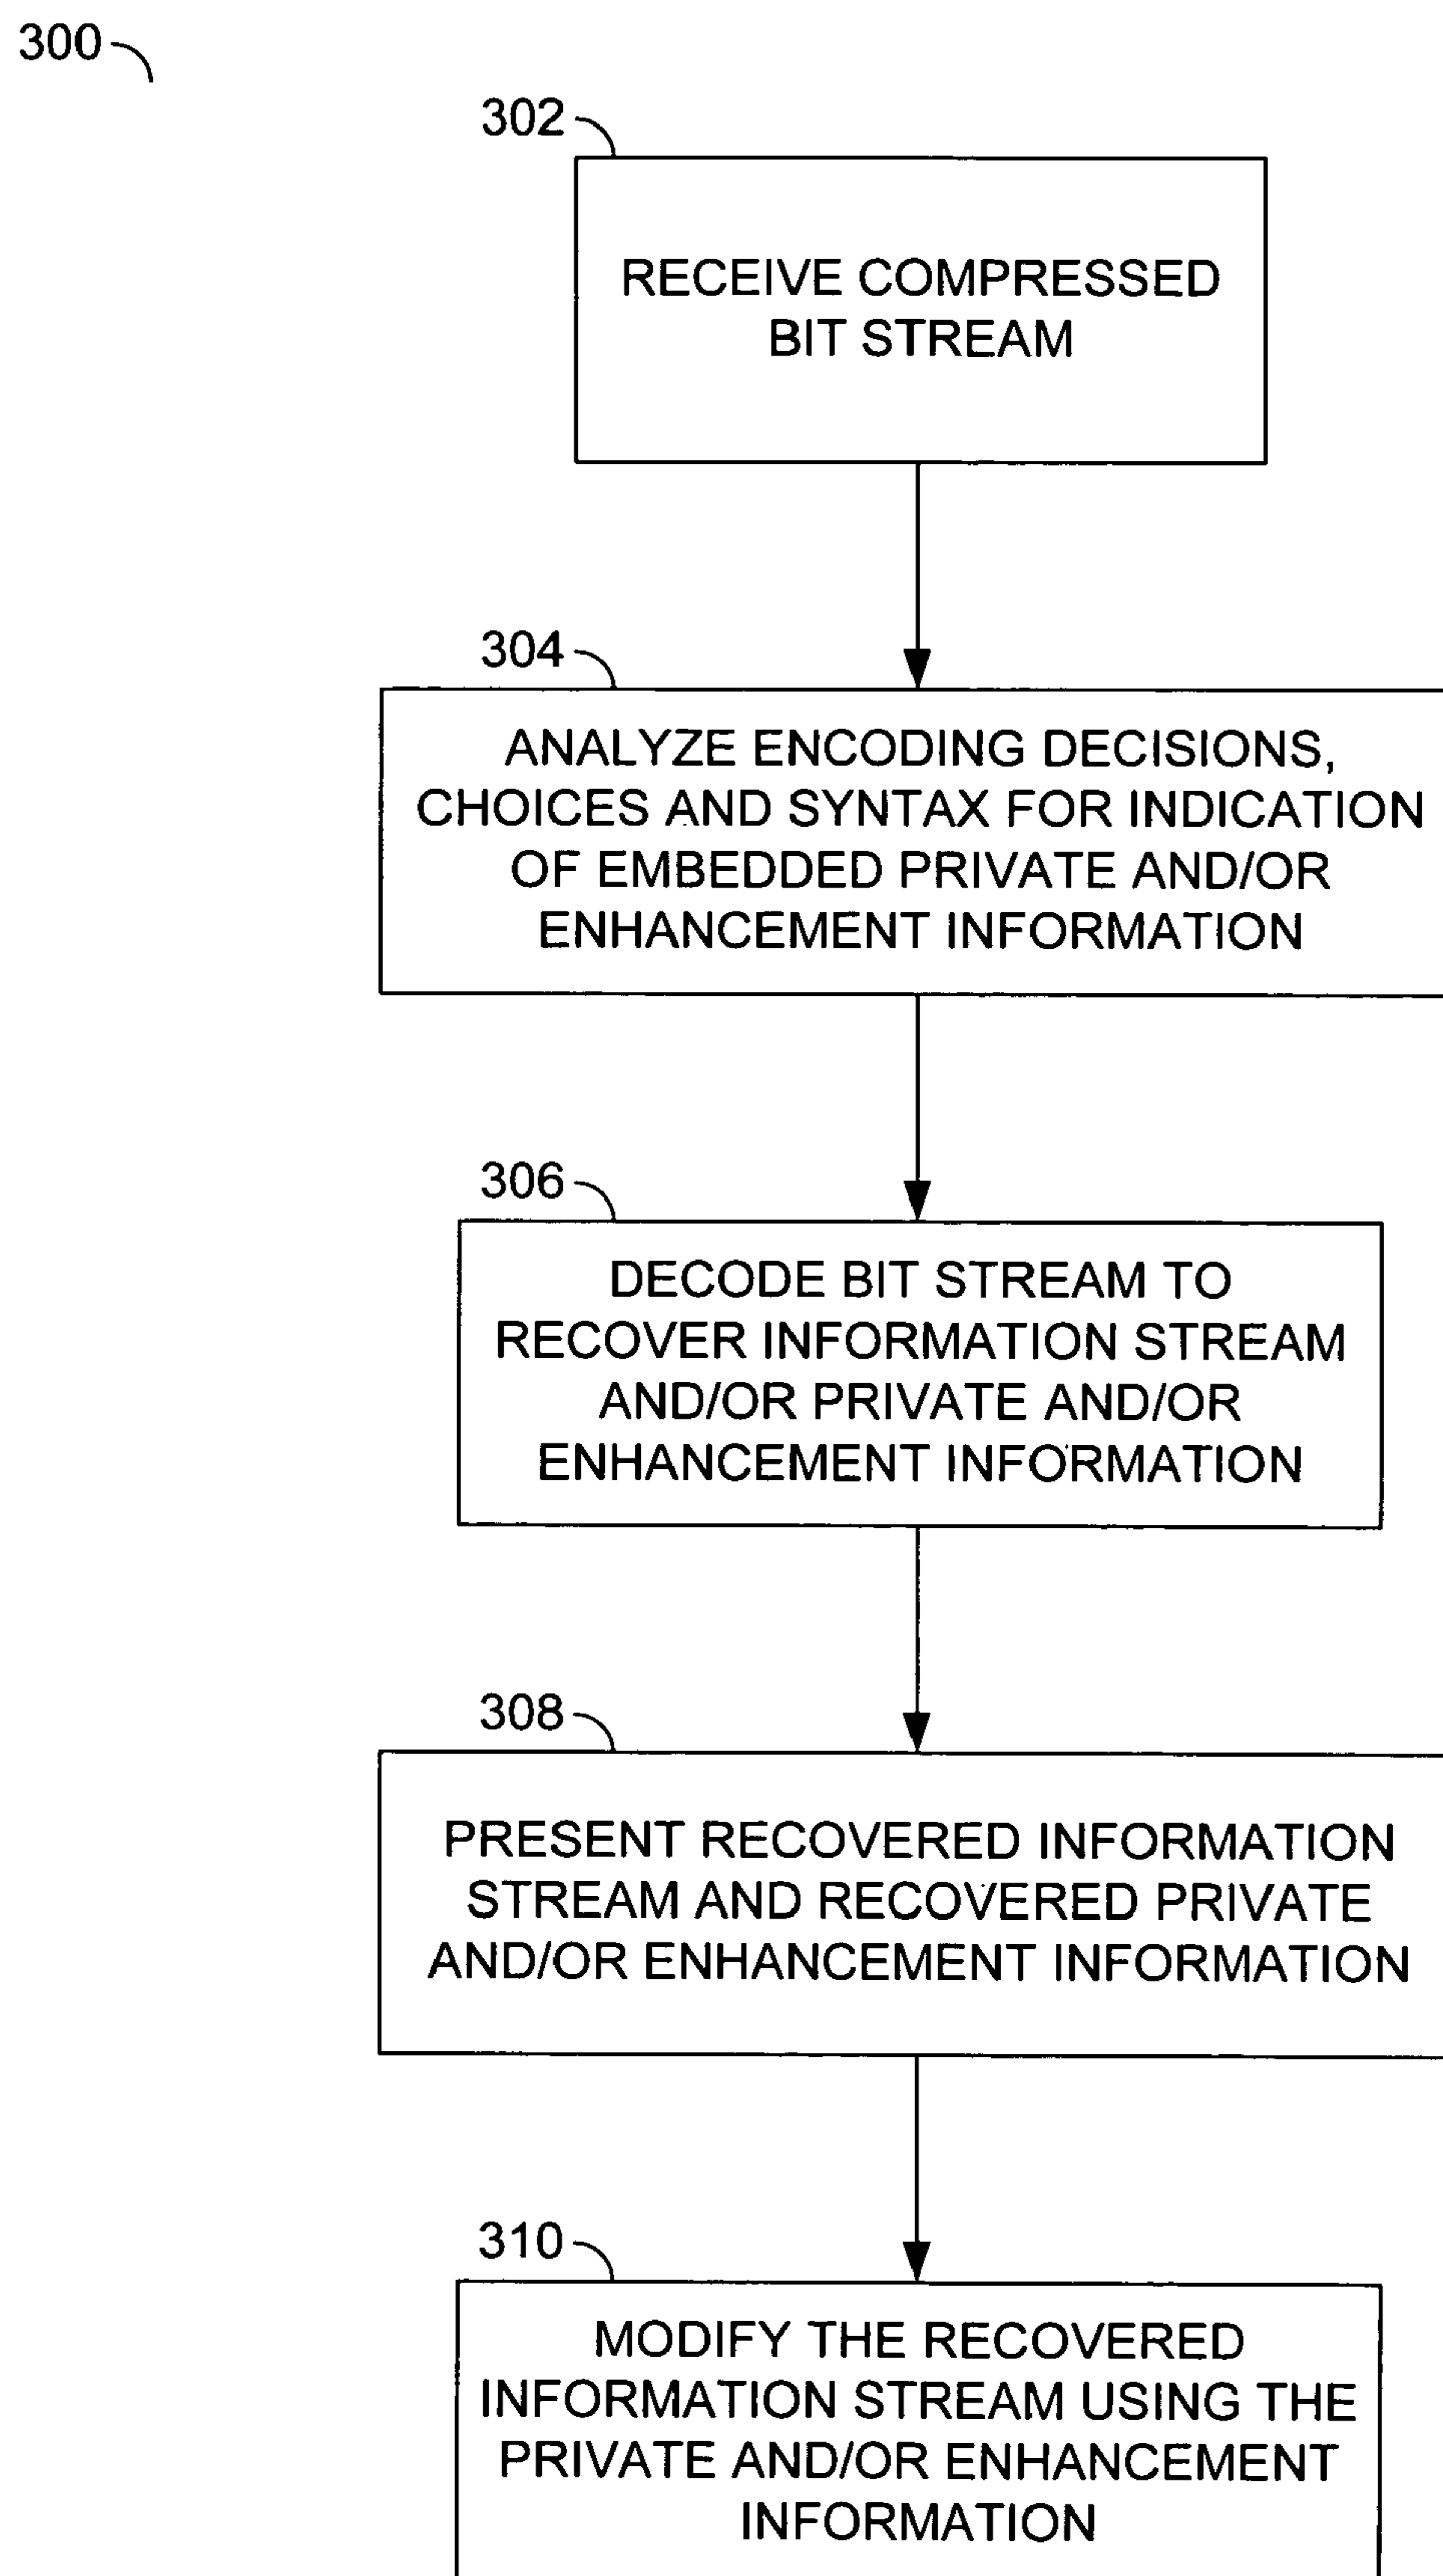 300
302
RECEIVE COMPRESSED
BIT STREAM
304
ANALYZE ENCODING DECISIONS,
CHOICES AND SYNTAX FOR INDICATION
OF EMBEDDED PRIVATE AND/OR
ENHANCEMENT INFORMATION
306
DECODE BIT STREAM TO
RECOVER INFORMATION STREAM
AND/OR PRIVATE AND/OR
ENHANCEMENT INFORMATION
308
PRESENT RECOVERED INFORMATION
STREAM AND RECOVERED PRIVATE
AND/OR ENHANCEMENT INFORMATION
310
MODIFY THE RECOVERED
INFORMATION STREAM USING THE
PRIVATE AND/OR ENHANCEMENT
INFORMATION